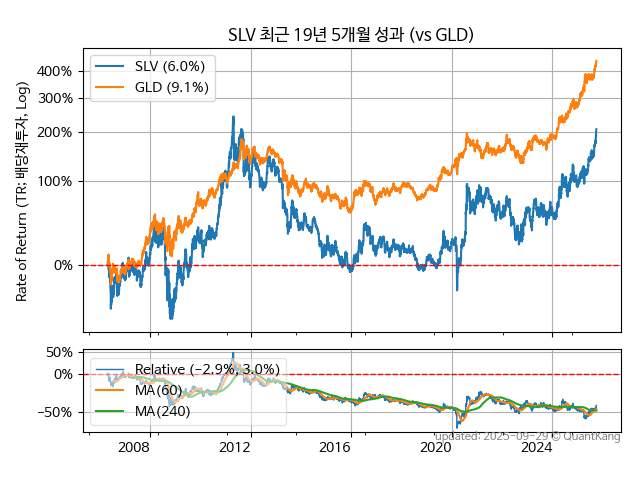 SLV 최근 19년 5개월 성과 (vs GLD)
Rate of Return (TR; 배당재투자, Log)
400%
300%
200%
100%
0%
SLV (6.0%)
GLD (9.1%)
50%
0%
−50%
Relative (−2.9%, 3.0%)
MA(60)
MA(240)
updated: 2025-09-29 © QuantKang
2008
2012
2016
2020
2024